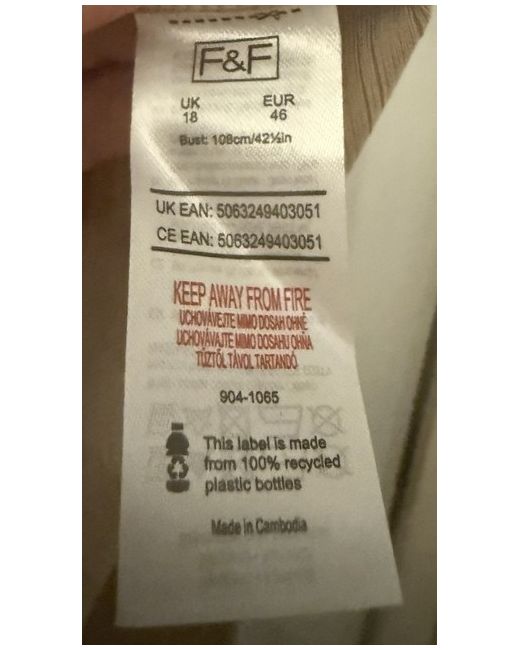 F&F
UK EUR
18 46
Bust: 108cm/42½in
UK EAN: 5063249403051
CE EAN: 5063249403051
KEEP AWAY FROM FIRE
UCHOVÁVEJTE MIMO DOSAH OHNĚ
UCHOVÁVAJTE MIMO DOSAHU OHŇA
TŰZTŐL TÁVOL TARTANDÓ
904-1065
This label is made
from 100% recycled
plastic bottles
Made in Cambodia